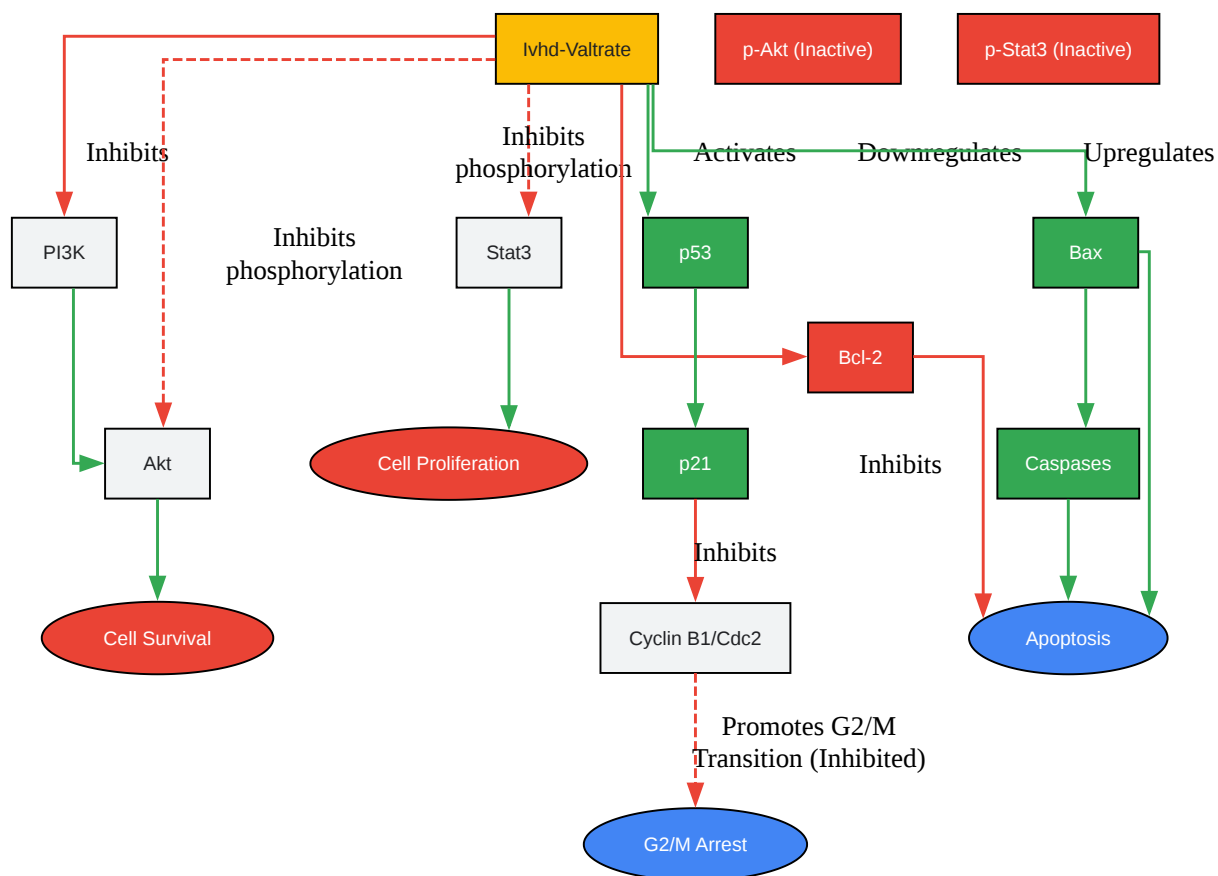 Ivhd-Valtrate
p-Akt (Inactive)
p-Stat3 (Inactive)
Inhibits
Inhibits
phosphorylation
Activates
Downregulates
Upregulates
PI3K
Inhibits
phosphorylation
Stat3
p53
Bax
Bcl-2
Akt
Cell Proliferation
p21
Inhibits
Caspases
Inhibits
Cell Survival
Cyclin B1/Cdc2
Apoptosis
Promotes G2/M
Transition (Inhibited)
G2/M Arrest